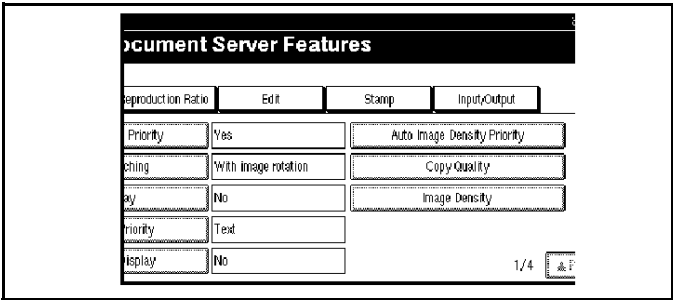 ocument Server Features
eproduction Ratio Edit Stamp Input/Output
Priority Yes Auto Image Density Priority
ching With image rotation Copy Quality
ay No Image Density
riority Text
isplay No
1/4